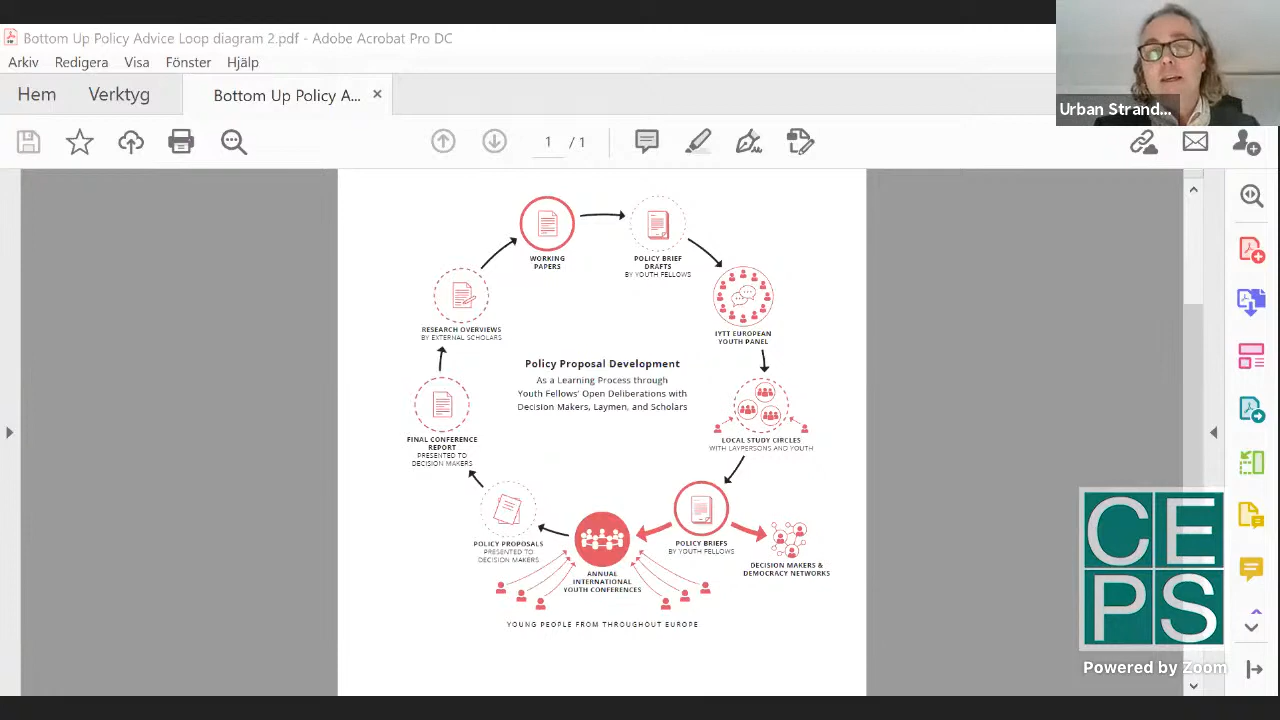 Bottom Up Policy Advice Loop diagram 2.pdf - Adobe Acrobat Pro DC
Arkiv Redigera Visa Fönster Hjälp
Hem Verktyg Bottom Up Policy A... ×
1 / 1
Urban Strand...
WORKING
PAPERS
POLICY BRIEF
DRAFTS
BY YOUTH FELLOWS
RESEARCH OVERVIEWS
BY EXTERNAL SCHOLARS
IYTT EUROPEAN
YOUTH PANEL
Policy Proposal Development
As a Learning Process through
Youth Fellows' Open Deliberations with
Decision Makers, Laymen, and Scholars
FINAL CONFERENCE
REPORT
PRESENTED TO
DECISION MAKERS
LOCAL STUDY CIRCLES
WITH LAYPERSONS AND YOUTH
POLICY PROPOSALS
PRESENTED TO
DECISION MAKERS
POLICY BRIEFS
BY YOUTH FELLOWS
DECISION MAKERS &
DEMOCRACY NETWORKS
ANNUAL
INTERNATIONAL
YOUTH CONFERENCES
YOUNG PEOPLE FROM THROUGHOUT EUROPE
CE
PS
Powered by Zoom